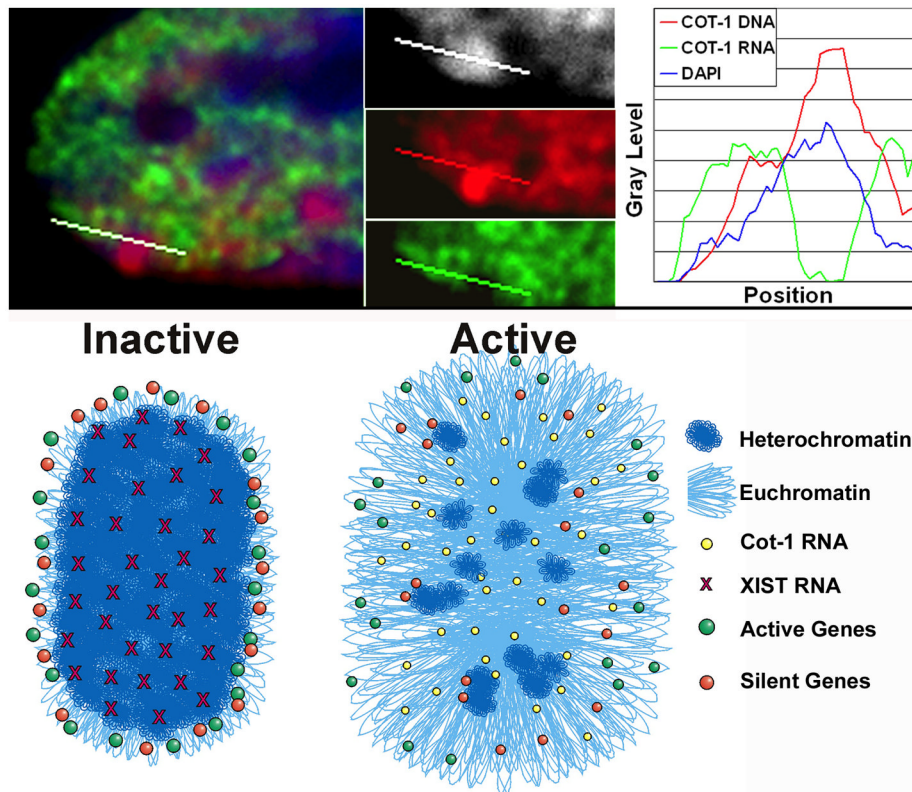 COT-1 DNA
COT-1 RNA
DAPI
Gray Level
Position
Inactive
Active
Heterochromatin
Euchromatin
Cot-1 RNA
X XIST RNA
Active Genes
Silent Genes